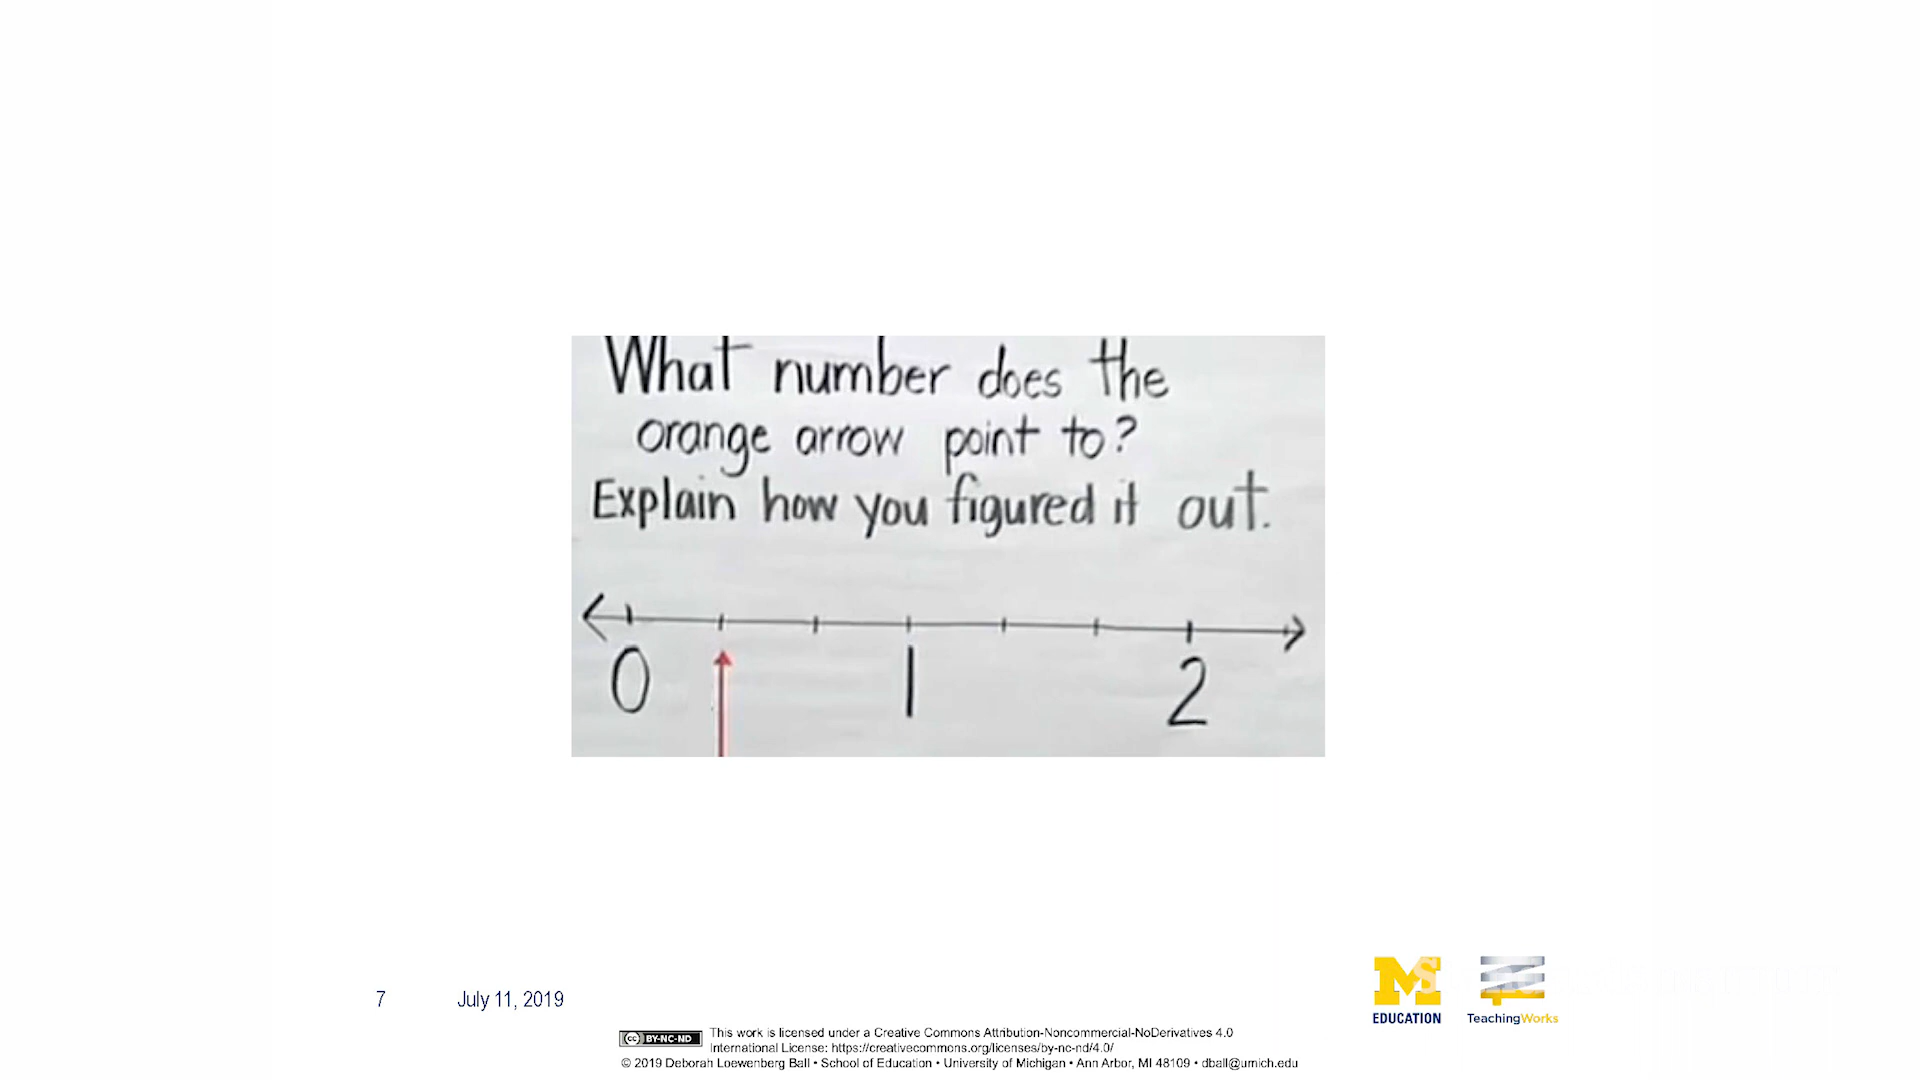 What number does the
orange arrow point to?
Explain how you figured it out.
0 1 2
7 July 11, 2019
M
EDUCATION
TeachingWorks
cc BY-NC-ND
This work is licensed under a Creative Commons Attribution-Noncommercial-NoDerivatives 4.0
International License: https://creativecommons.org/licenses/by-nc-nd/4.0/
© 2019 Deborah Loewenberg Ball • School of Education • University of Michigan • Ann Arbor, MI 48109 • dball@umich.edu